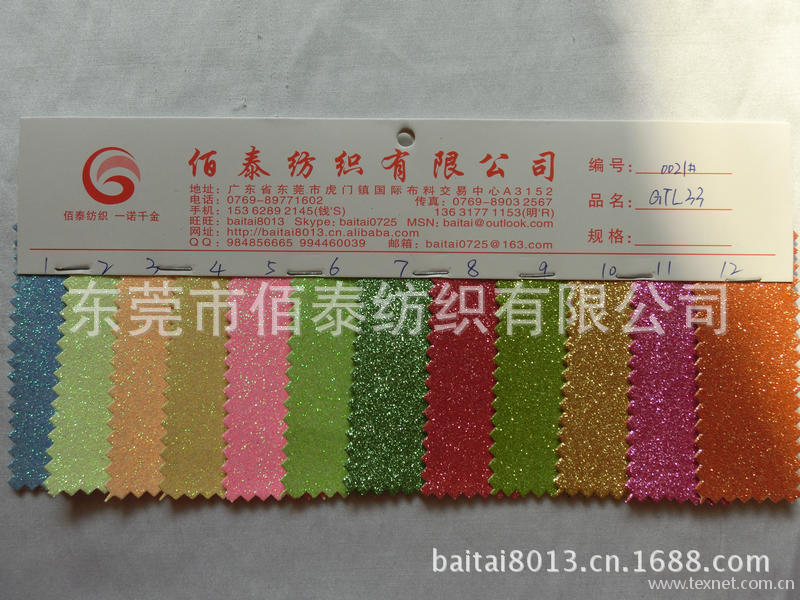 佰泰纺织有限公司
佰泰纺织 一诺千金
地址:广东省东莞市虎门镇国际布料交易中心A3152
电话:0769-89771602 传真:0769-8903 2567
手机:153 6289 2145(钱'S) 136 3177 1153(明'R)
旺旺:baitai8013 Skype:baitai0725 MSN:baitai@outlook.com
网址:http://baitai8013.cn.alibaba.com
QQ:984856665 994460039 邮箱:baitai0725@163.com
编号:0021#
品名:GTL33
规格:
1 2 3 4 5 6 7 8 9 10 11 12
东莞市佰泰纺织有限公司
baitai8013.cn.1688.com
www.texnet.com.cn